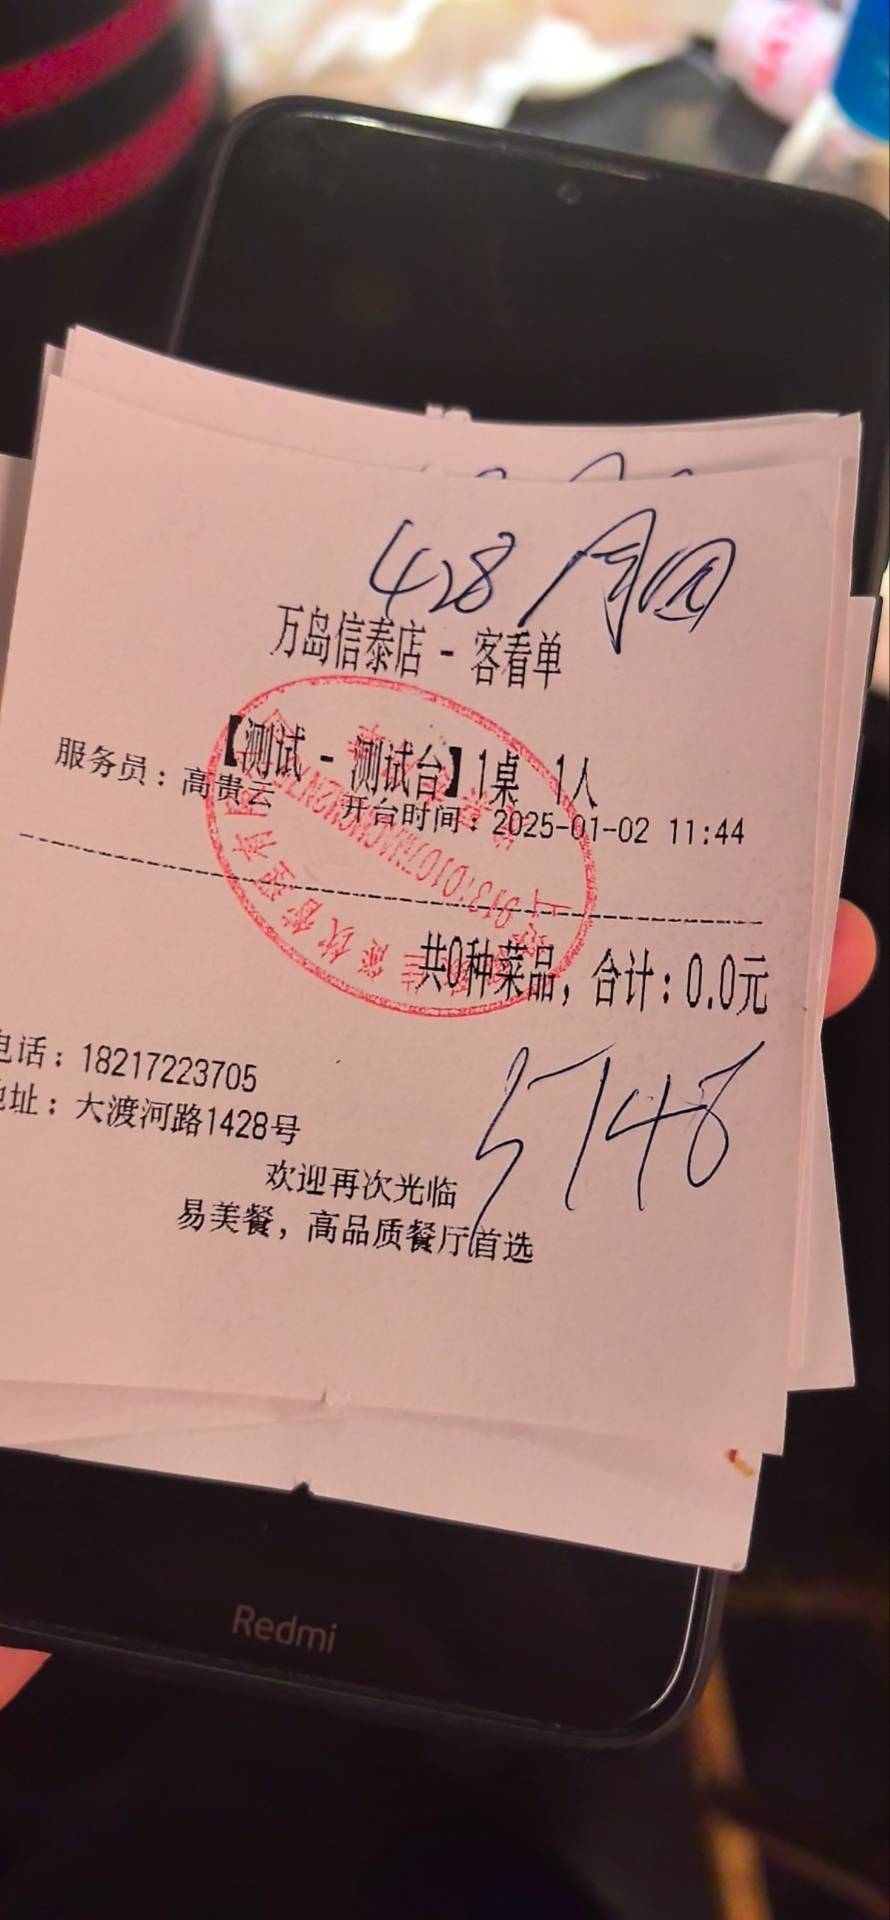 428
万岛信泰店 - 客看单
【测试 - 测试台】1桌 1人
服务员：高贵云 开台时间：2025-01-02 11:44
共0种菜品，合计：0.0元
电话：18217223705
地址：大渡河路1428号
5748
欢迎再次光临
易美餐，高品质餐厅首选
Redmi